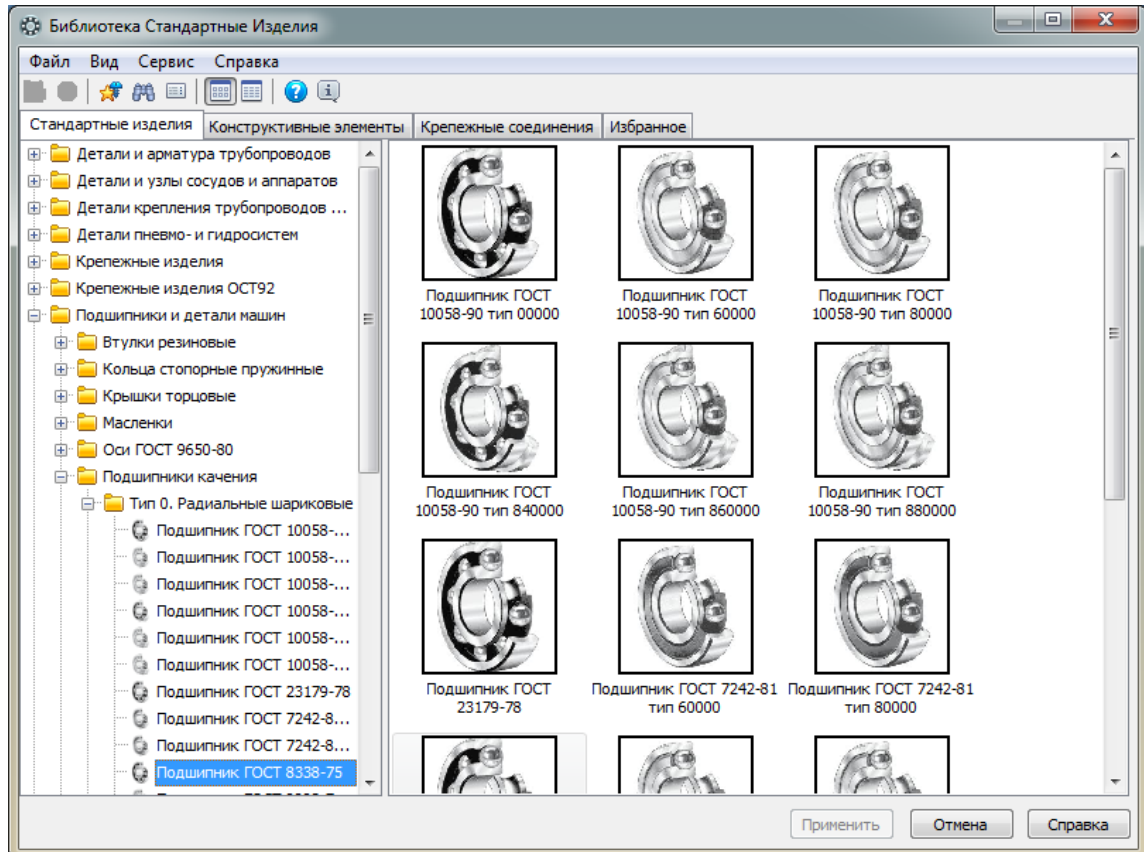 Библиотека Стандартные Изделия
Файл Вид Сервис Справка
Стандартные изделия Конструктивные элементы Крепежные соединения Избранное
Детали и арматура трубопроводов
Детали и узлы сосудов и аппаратов
Детали крепления трубопроводов ...
Детали пневмо- и гидросистем
Крепежные изделия
Крепежные изделия ОСТ92
Подшипники и детали машин
Втулки резиновые
Кольца стопорные пружинные
Крышки торцовые
Масленки
Оси ГОСТ 9650-80
Подшипники качения
Тип 0. Радиальные шариковые
Подшипник ГОСТ 10058-...
Подшипник ГОСТ 10058-...
Подшипник ГОСТ 10058-...
Подшипник ГОСТ 10058-...
Подшипник ГОСТ 10058-...
Подшипник ГОСТ 10058-...
Подшипник ГОСТ 23179-78
Подшипник ГОСТ 7242-8...
Подшипник ГОСТ 7242-8...
Подшипник ГОСТ 8338-75
Подшипник ГОСТ
10058-90 тип 00000
Подшипник ГОСТ
10058-90 тип 60000
Подшипник ГОСТ
10058-90 тип 80000
Подшипник ГОСТ
10058-90 тип 840000
Подшипник ГОСТ
10058-90 тип 860000
Подшипник ГОСТ
10058-90 тип 880000
Подшипник ГОСТ
23179-78
Подшипник ГОСТ 7242-81
тип 60000
Подшипник ГОСТ 7242-81
тип 80000
Применить Отмена Справка